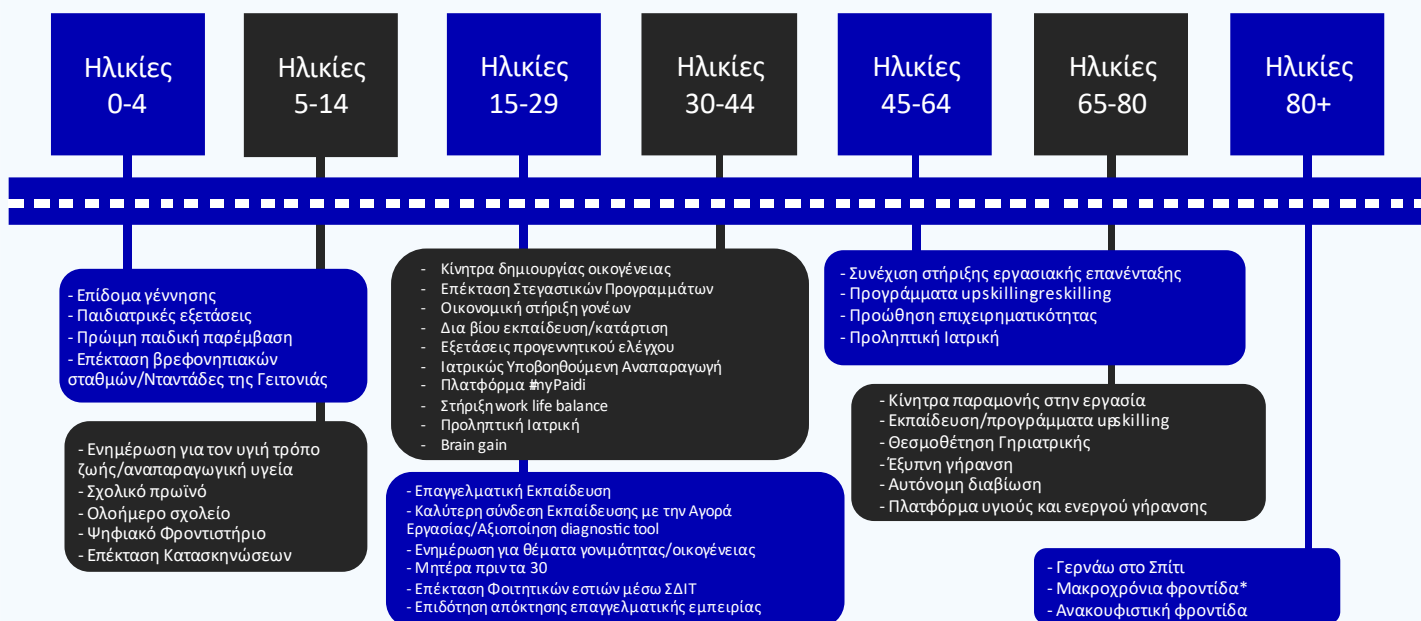 Ηλικίες
0-4
Ηλικίες
5-14
Ηλικίες
15-29
Ηλικίες
30-44
Ηλικίες
45-64
Ηλικίες
65-80
Ηλικίες
80+
- Επίδομα γέννησης
- Παιδιατρικές εξετάσεις
- Πρώιμη παιδική παρέμβαση
- Επέκταση βρεφονηπιακών
σταθμών/Νταντάδες της Γειτονιάς
- Ενημέρωση για τον υγιή τρόπο
ζωής/αναπαραγωγική υγεία
- Σχολικό πρωϊνό
- Ολοήμερο σχολείο
- Ψηφιακό Φροντιστήριο
- Επέκταση Κατασκηνώσεων
- Κίνητρα δημιουργίας οικογένειας
- Επέκταση Στεγαστικών Προγραμμάτων
- Οικονομική στήριξη γονέων
- Δια βίου εκπαίδευση/κατάρτιση
- Εξετάσεις προγεννητικού ελέγχου
- Ιατρικώς Υποβοηθούμενη Αναπαραγωγή
- Πλατφόρμα #myPaidi
- Στήριξη work life balance
- Προληπτική Ιατρική
- Brain gain
- Επαγγελματική Εκπαίδευση
- Καλύτερη σύνδεση Εκπαίδευσης με την Αγορά
Εργασίας/Αξιοποίηση diagnostic tool
- Ενημέρωση για θέματα γονιμότητας/οικογένειας
- Μητέρα πριν τα 30
- Επέκταση Φοιτητικών εστιών μέσω ΣΔΙΤ
- Επιδότηση απόκτησης επαγγελματικής εμπειρίας
- Συνέχιση στήριξης εργασιακής επανένταξης
- Προγράμματα upskillingreskilling
- Προώθηση επιχειρηματικότητας
- Προληπτική Ιατρική
- Κίνητρα παραμονής στην εργασία
- Εκπαίδευση/προγράμματα upskilling
- Θεσμοθέτηση Γηριατρικής
- Έξυπνη γήρανση
- Αυτόνομη διαβίωση
- Πλατφόρμα υγιούς και ενεργού γήρανσης
- Γερνάω στο Σπίτι
- Μακροχρόνια φροντίδα*
- Ανακουφιστική φροντίδα